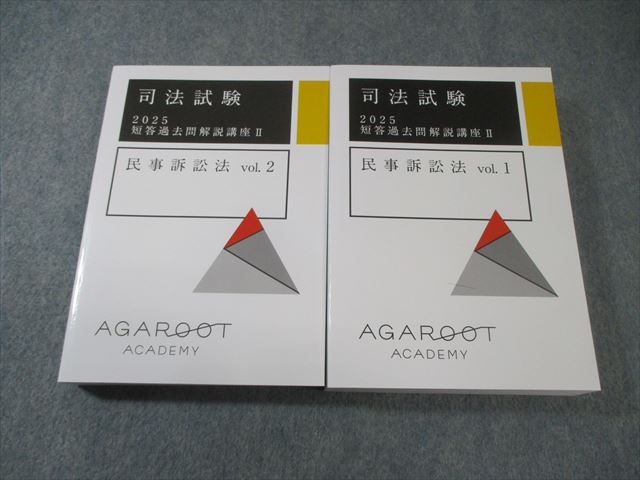 司法試験
2025
短答過去問解説講座Ⅱ
民事訴訟法 vol. 2
AGAROOT
ACADEMY
司法試験
2025
短答過去問解説講座Ⅱ
民事訴訟法 vol. 1
AGAROOT
ACADEMY